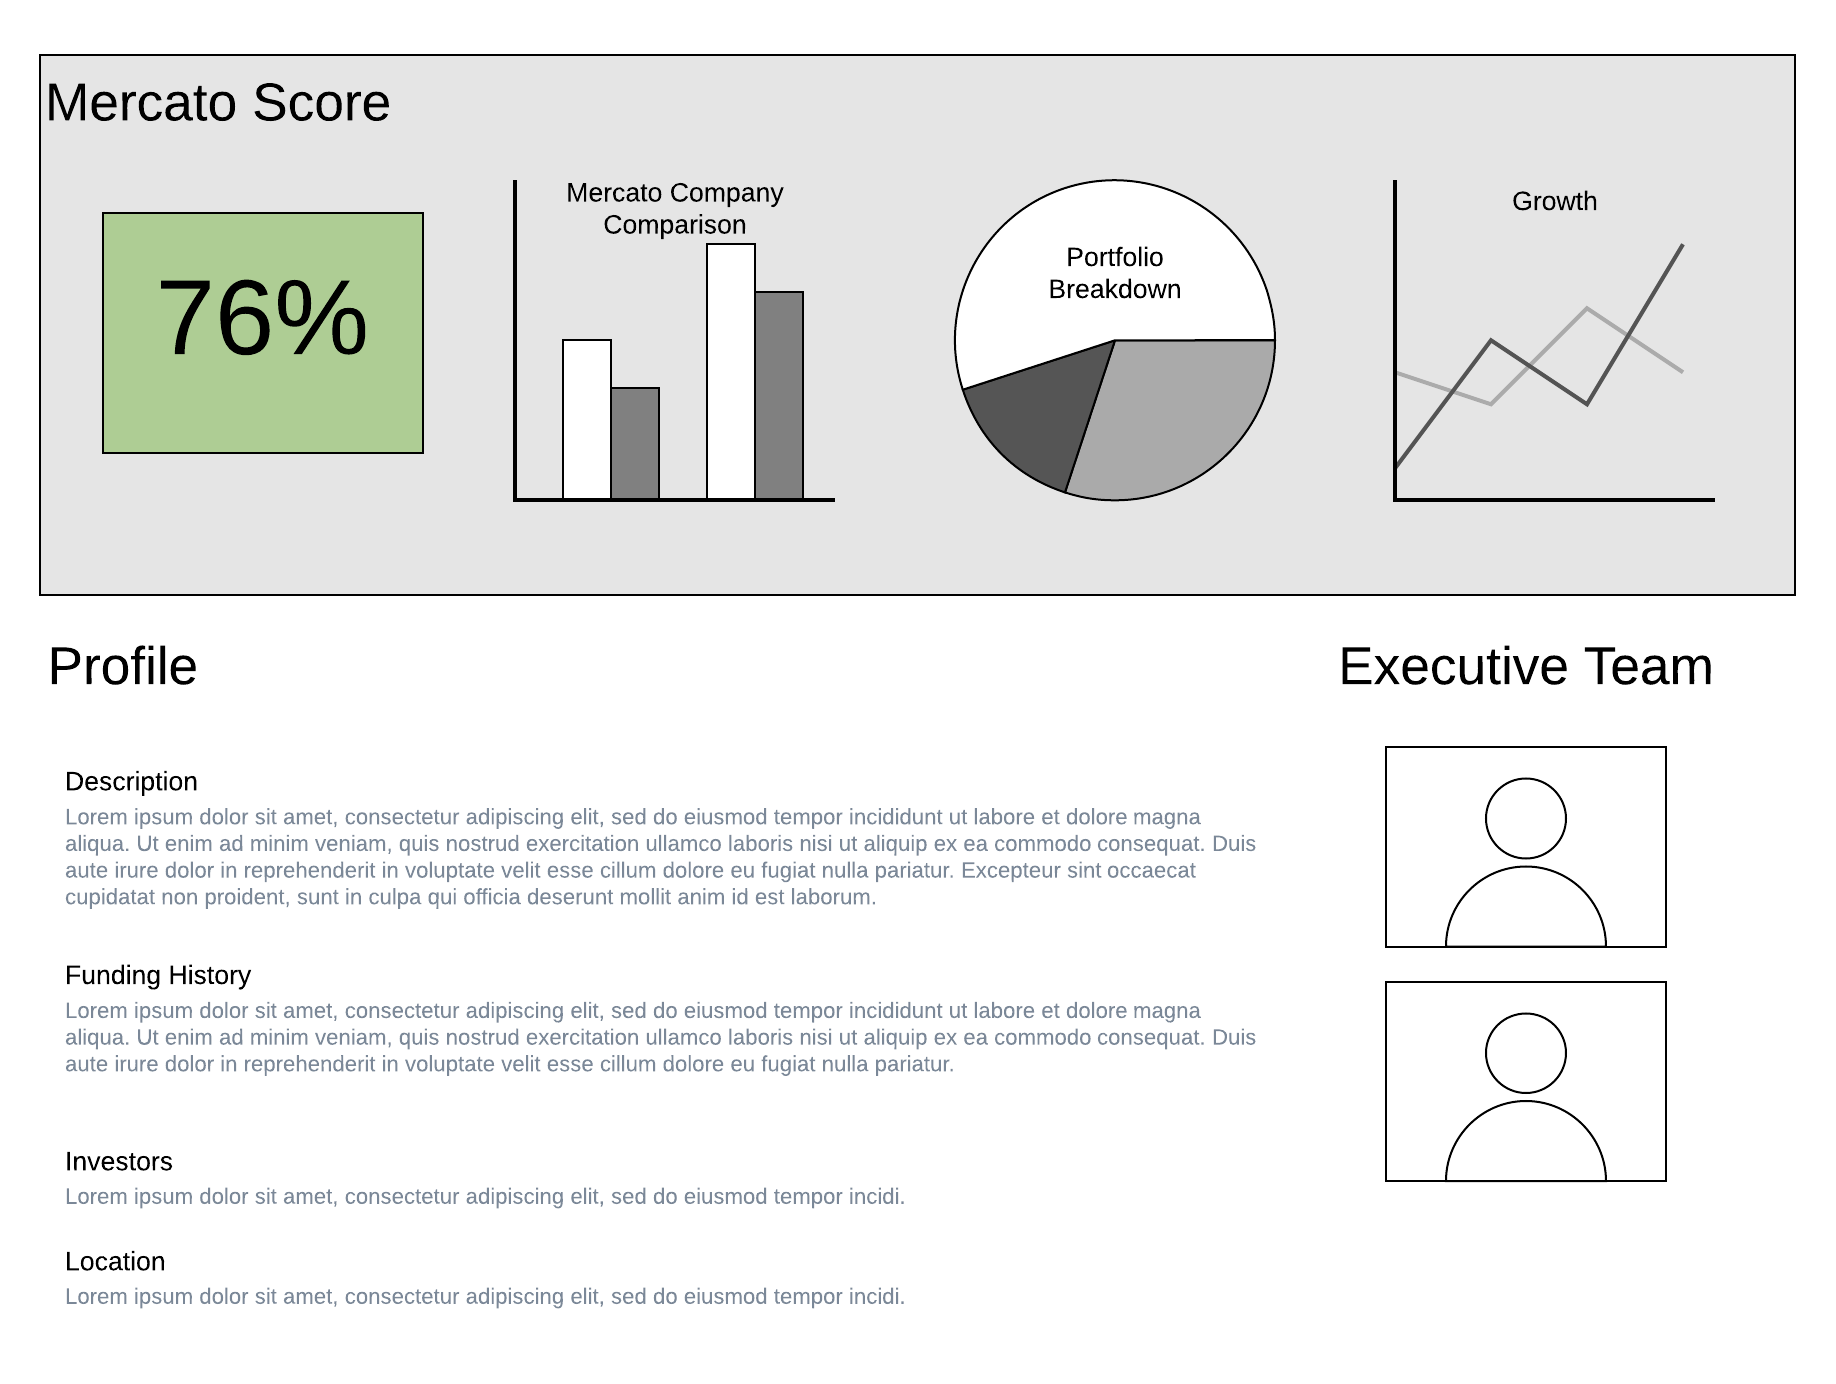 Mercato Score
76%
Mercato Company
Comparison
Portfolio
Breakdown
Growth
Profile
Executive Team
Description
Lorem ipsum dolor sit amet, consectetur adipiscing elit, sed do eiusmod tempor incididunt ut labore et dolore magna
aliqua. Ut enim ad minim veniam, quis nostrud exercitation ullamco laboris nisi ut aliquip ex ea commodo consequat. Duis
aute irure dolor in reprehenderit in voluptate velit esse cillum dolore eu fugiat nulla pariatur. Excepteur sint occaecat
cupidatat non proident, sunt in culpa qui officia deserunt mollit anim id est laborum.
Funding History
Lorem ipsum dolor sit amet, consectetur adipiscing elit, sed do eiusmod tempor incididunt ut labore et dolore magna
aliqua. Ut enim ad minim veniam, quis nostrud exercitation ullamco laboris nisi ut aliquip ex ea commodo consequat. Duis
aute irure dolor in reprehenderit in voluptate velit esse cillum dolore eu fugiat nulla pariatur.
Investors
Lorem ipsum dolor sit amet, consectetur adipiscing elit, sed do eiusmod tempor incidi.
Location
Lorem ipsum dolor sit amet, consectetur adipiscing elit, sed do eiusmod tempor incidi.